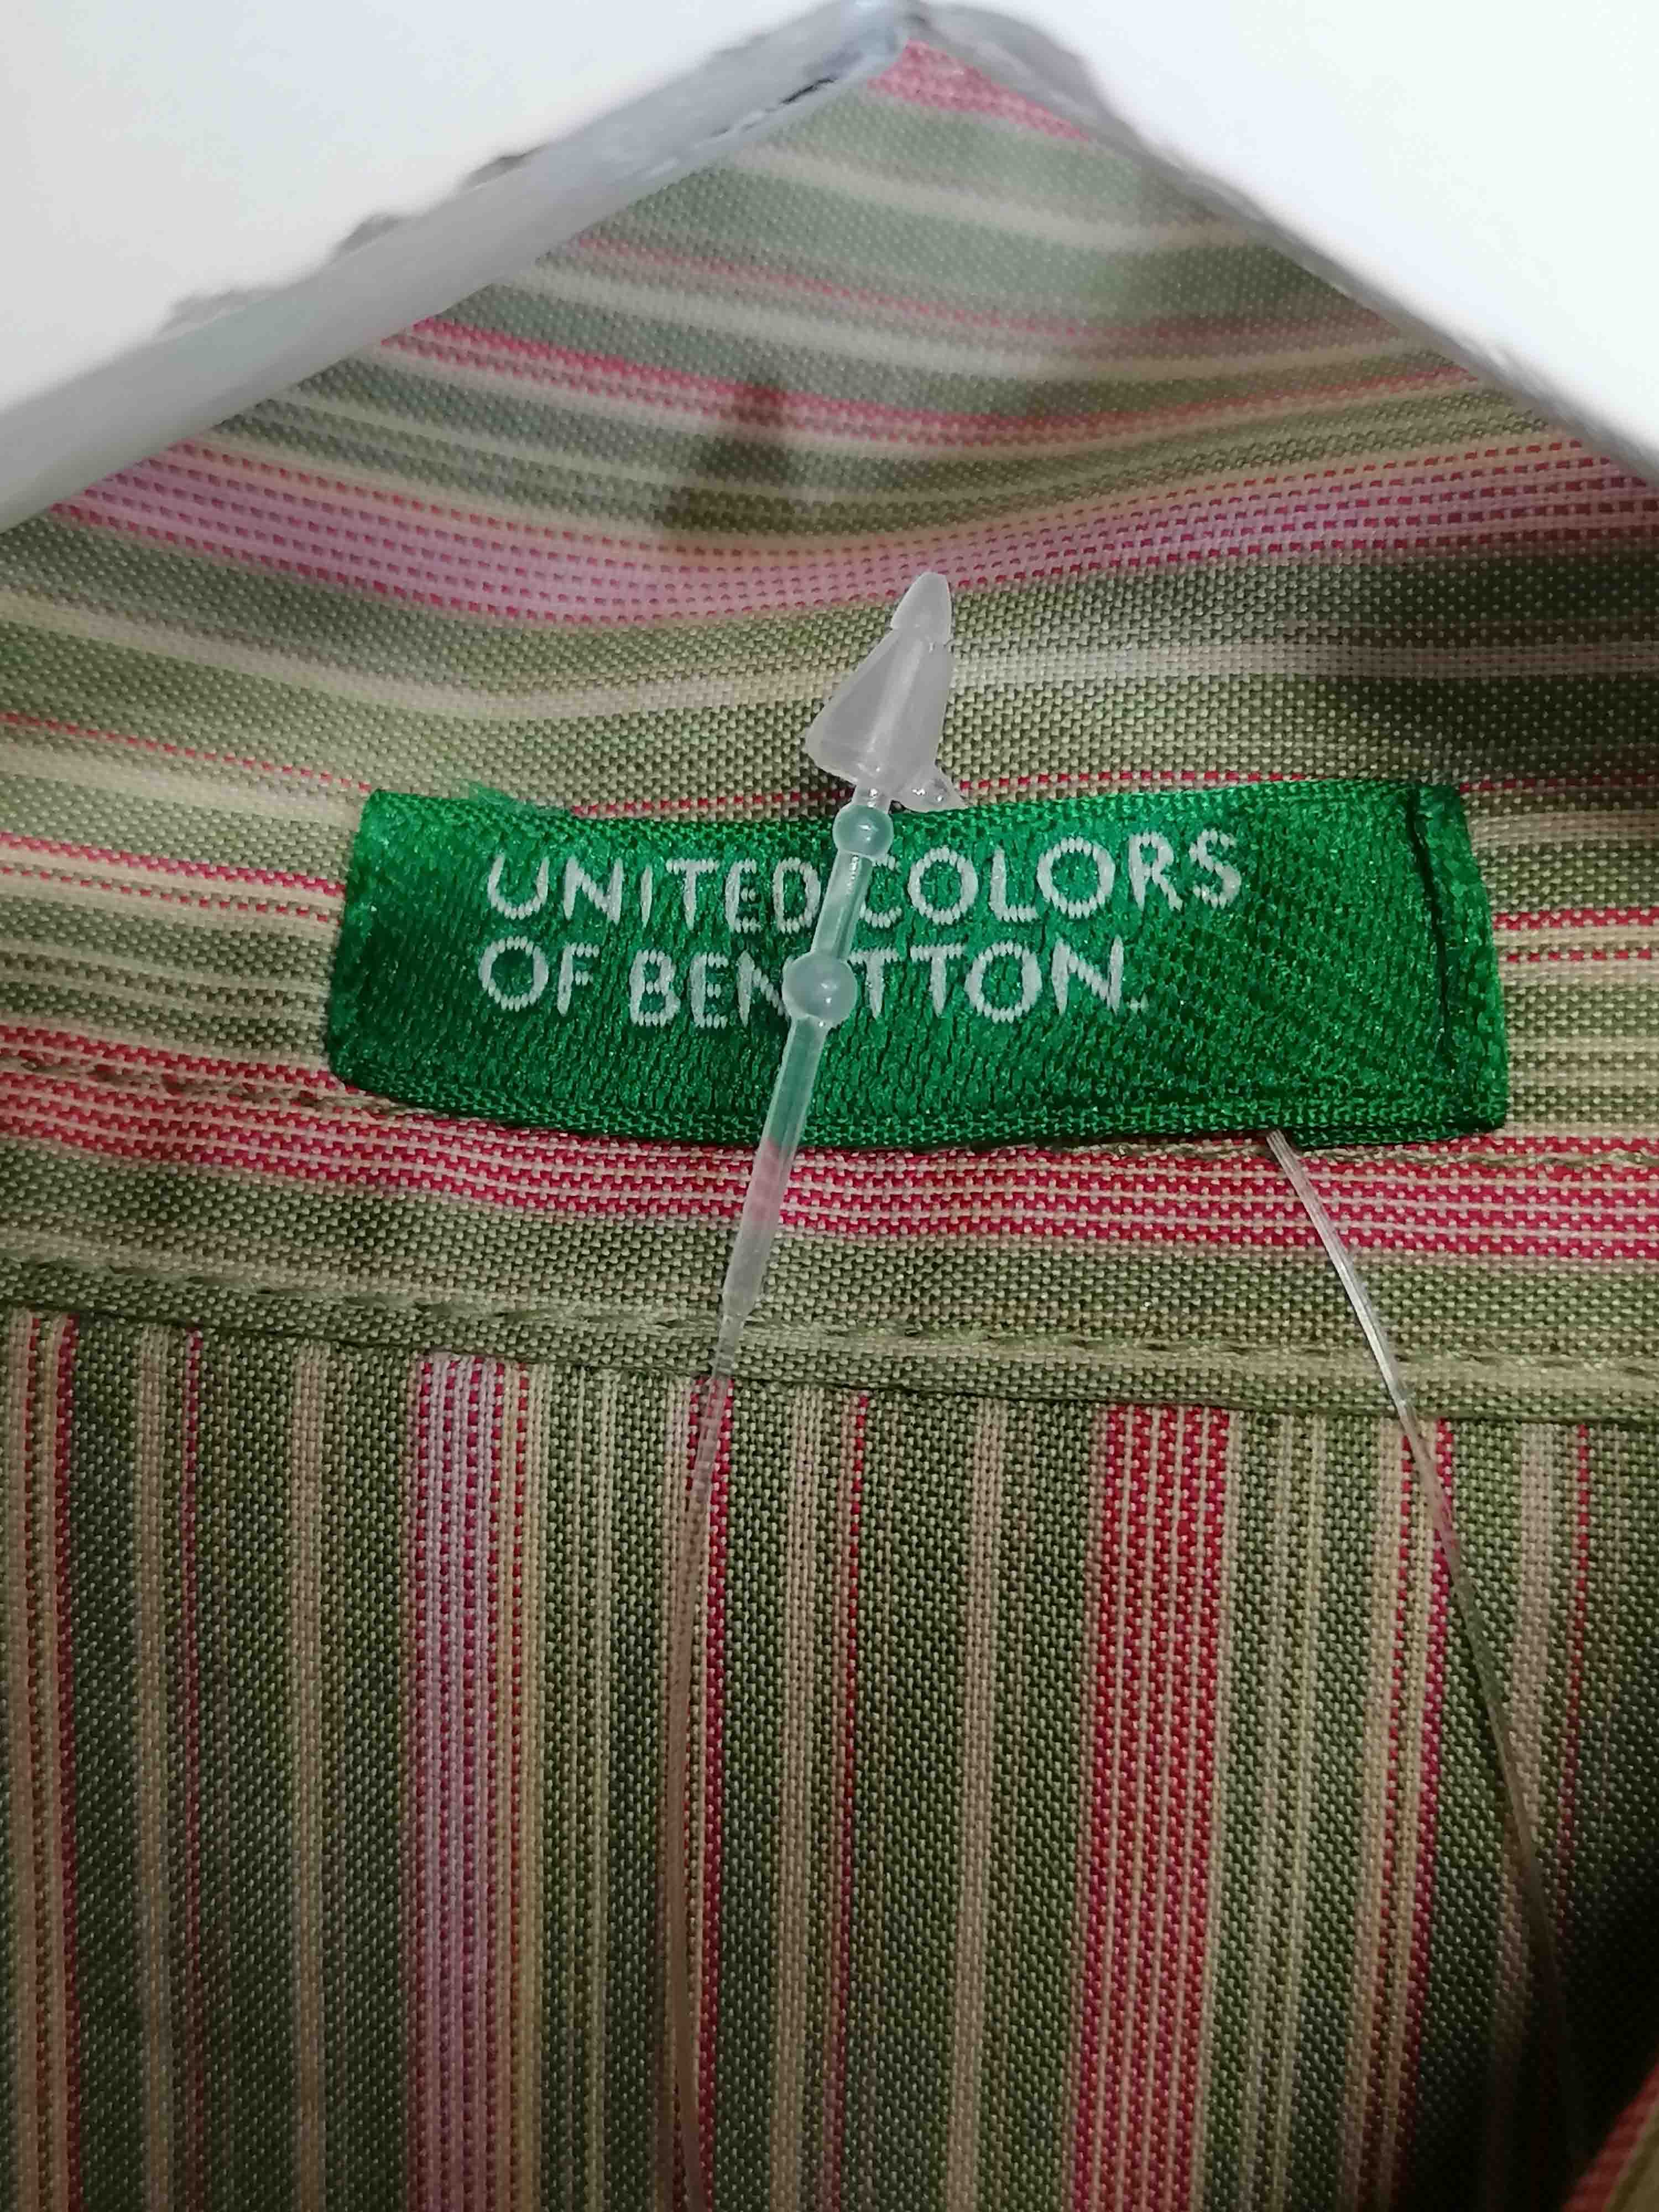 UNITED COLORS
OF BENETTON.